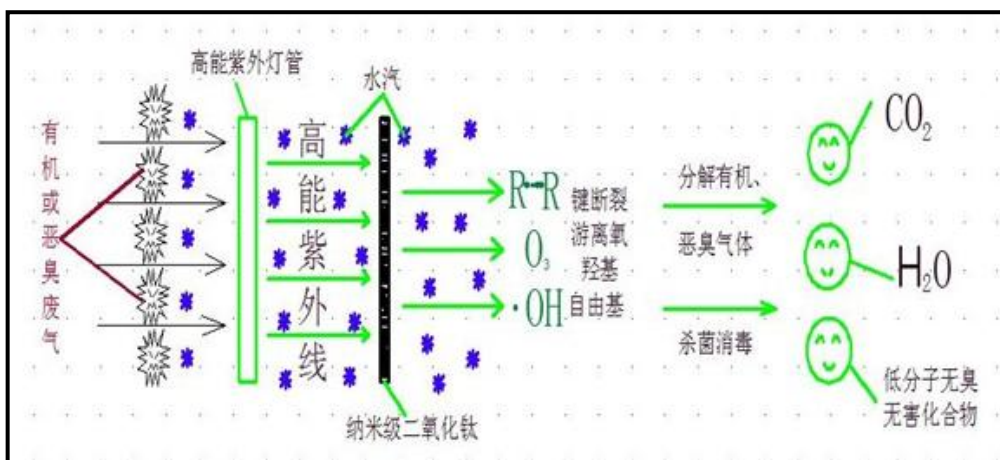 高能紫外灯管
水汽
有机或恶臭废气
高能紫外线
纳米级二氧化钛
R--R 键断裂
O₃ 游离氧
羟基
·OH 自由基
分解有机、
恶臭气体
杀菌消毒
CO₂
H₂O
低分子无臭
无害化合物